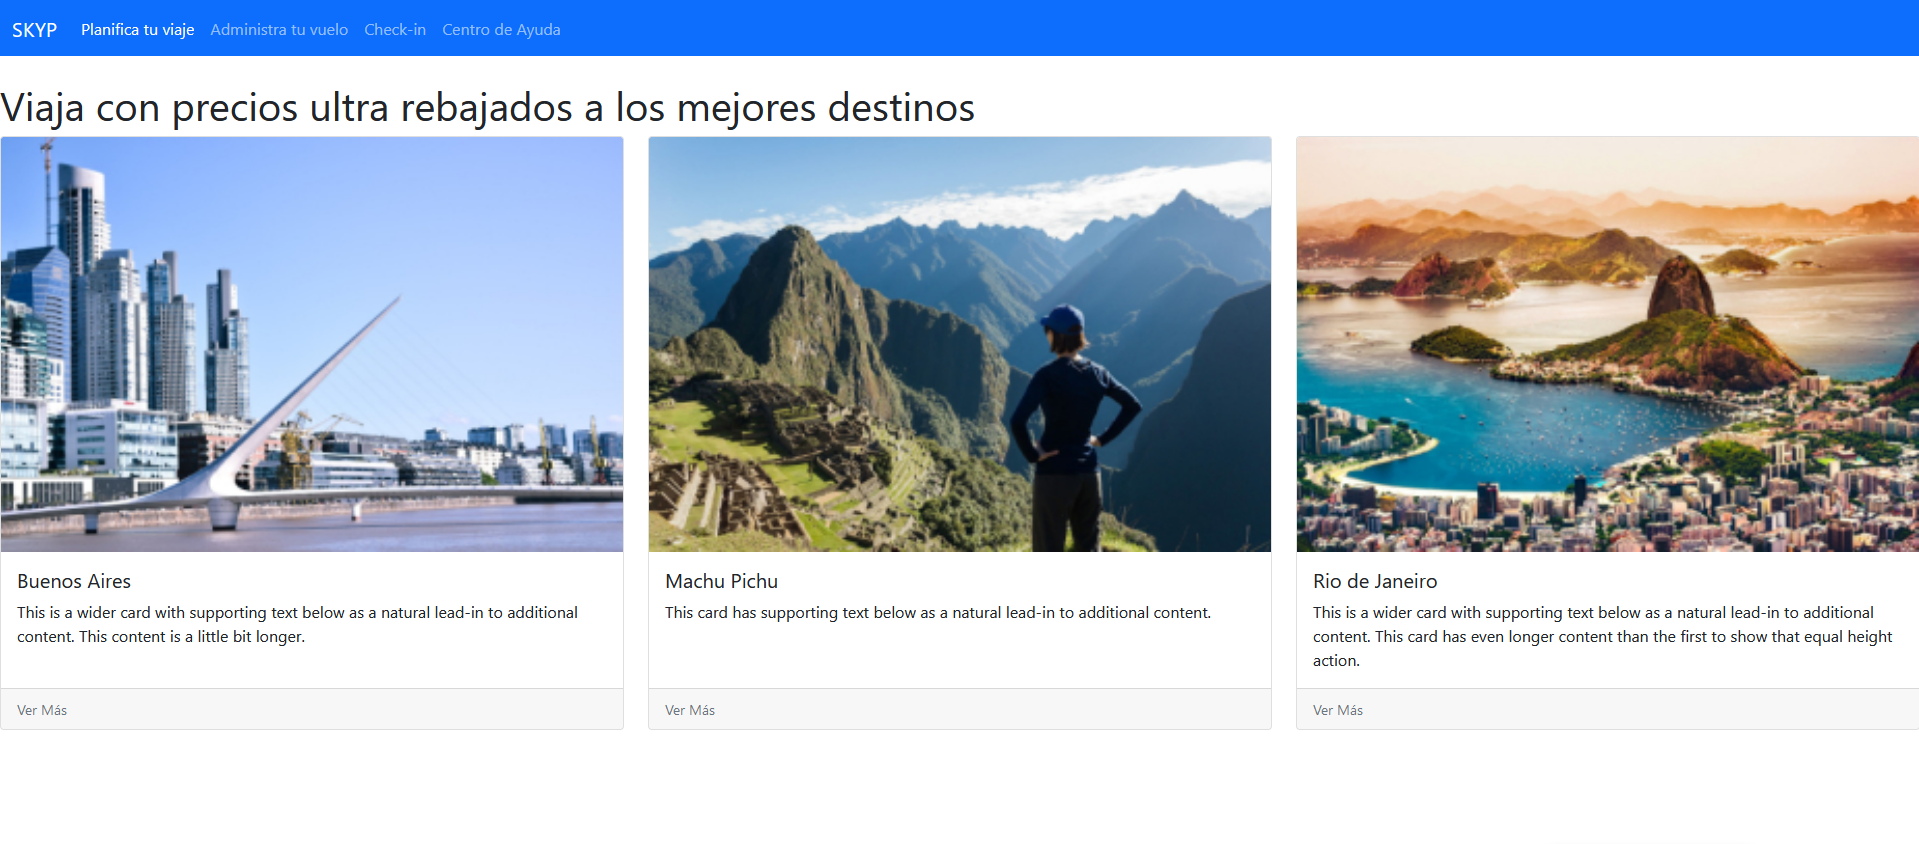 SKYP Planifica tu viaje Administra tu vuelo Check-in Centro de Ayuda
Viaja con precios ultra rebajados a los mejores destinos
Buenos Aires
This is a wider card with supporting text below as a natural lead-in to additional
content. This content is a little bit longer.
Ver Más
Machu Pichu
This card has supporting text below as a natural lead-in to additional content.
Ver Más
Rio de Janeiro
This is a wider card with supporting text below as a natural lead-in to additional
content. This card has even longer content than the first to show that equal height
action.
Ver Más